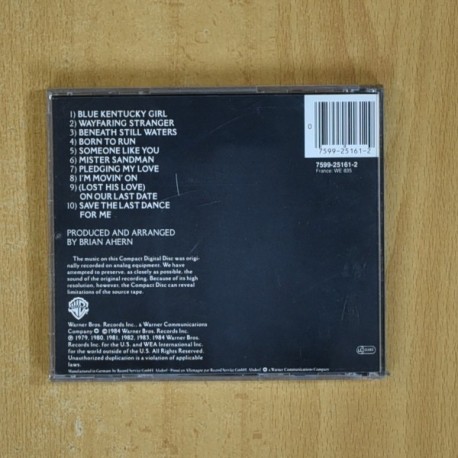 1) BLUE KENTUCKY GIRL
2) WAYFARING STRANGER
3) BENEATH STILL WATERS
4) BORN TO RUN
5) SOMEONE LIKE YOU
6) MISTER SANDMAN
7) PLEDGING MY LOVE
8) I'M MOVIN' ON
9) (LOST HIS LOVE)
ON OUR LAST DATE
10) SAVE THE LAST DANCE
FOR ME
PRODUCED AND ARRANGED
BY BRIAN AHERN
The music on this Compact Digital Disc was orig-
inally recorded on analog equipment. We have
attempted to preserve, as closely as possible, the
sound of the original recording. Because of its high
resolution, however, the Compact Disc can reveal
limitations of the source tape.
Warner Bros. Records Inc., a Warner Communications
Company ℗ ©1984 Warner Bros. Records Inc.
℗ 1979, 1980, 1981, 1982, 1983, 1984 Warner Bros.
Records Inc. for the U.S. and WEA International Inc.
for the world outside of the U.S. All Rights Reserved.
Unauthorized duplication is a violation of applicable
laws.
0
7599-25161-2
7599-25161-2
France: WE 835